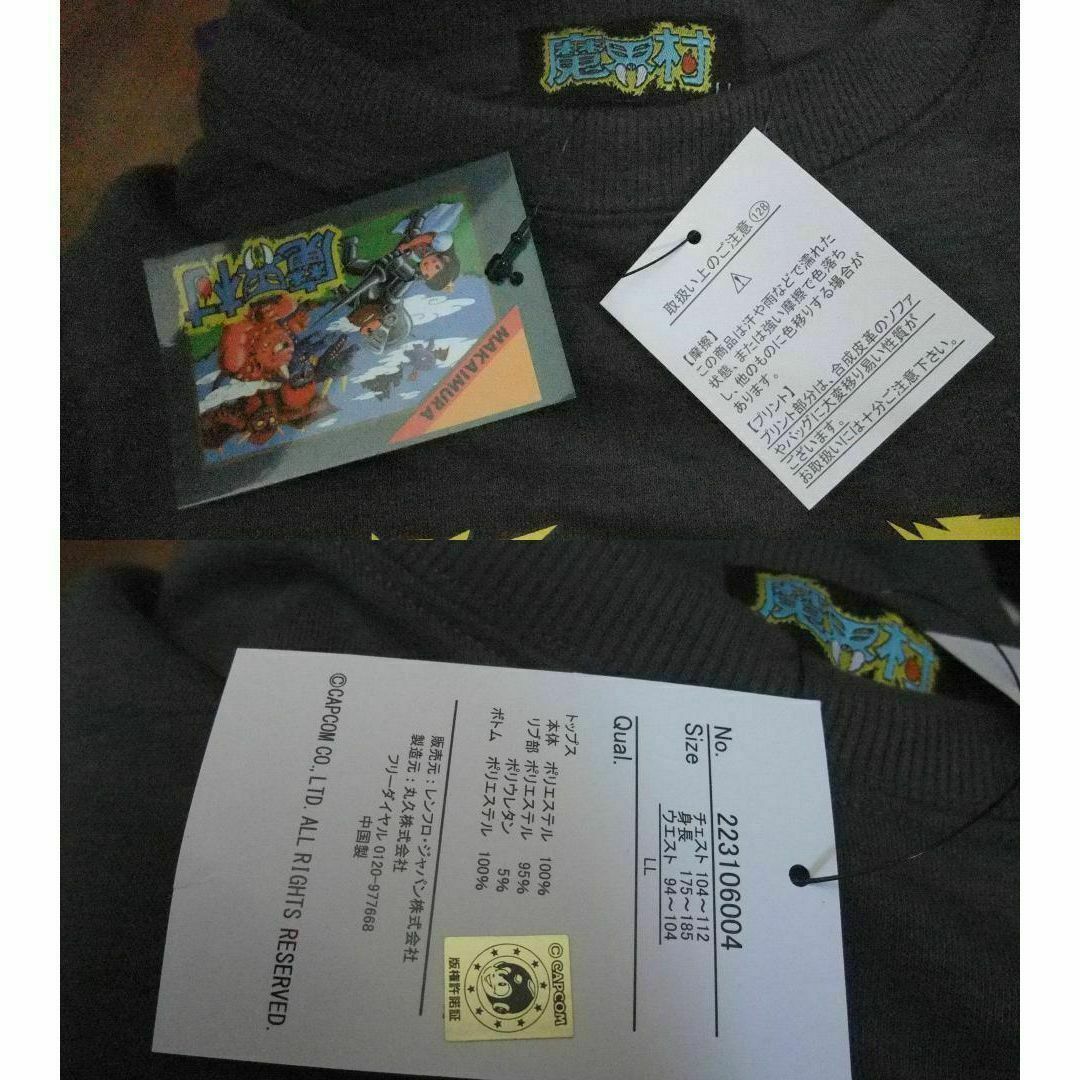 魔界村
魔界村
MAKAIMURA
取扱い上のご注意 128
【摩擦】
この商品は汗や雨などで濡れた
状態、または強い摩擦で色落ち
し、他のものに色移りする場合が
あります。
【プリント】
プリント部分は、合成皮革のソファ
やバッグに大変移り易い性質が
ございます。
お取扱いには十分ご注意下さい。
魔界村
No. 223106004
Size チェスト 104～112
身長 175～185
ウエスト 94～104
LL
Qual.
トップス
本体 ポリエステル 100%
リブ部 ポリエステル 95%
ポリウレタン 5%
ボトム ポリエステル 100%
販売元:レンフロ・ジャパン株式会社
製造元:丸久株式会社
フリーダイヤル 0120-977668
中国製
©CAPCOM CO., LTD. ALL RIGHTS RESERVED.
©CAPCOM
版権許諾証